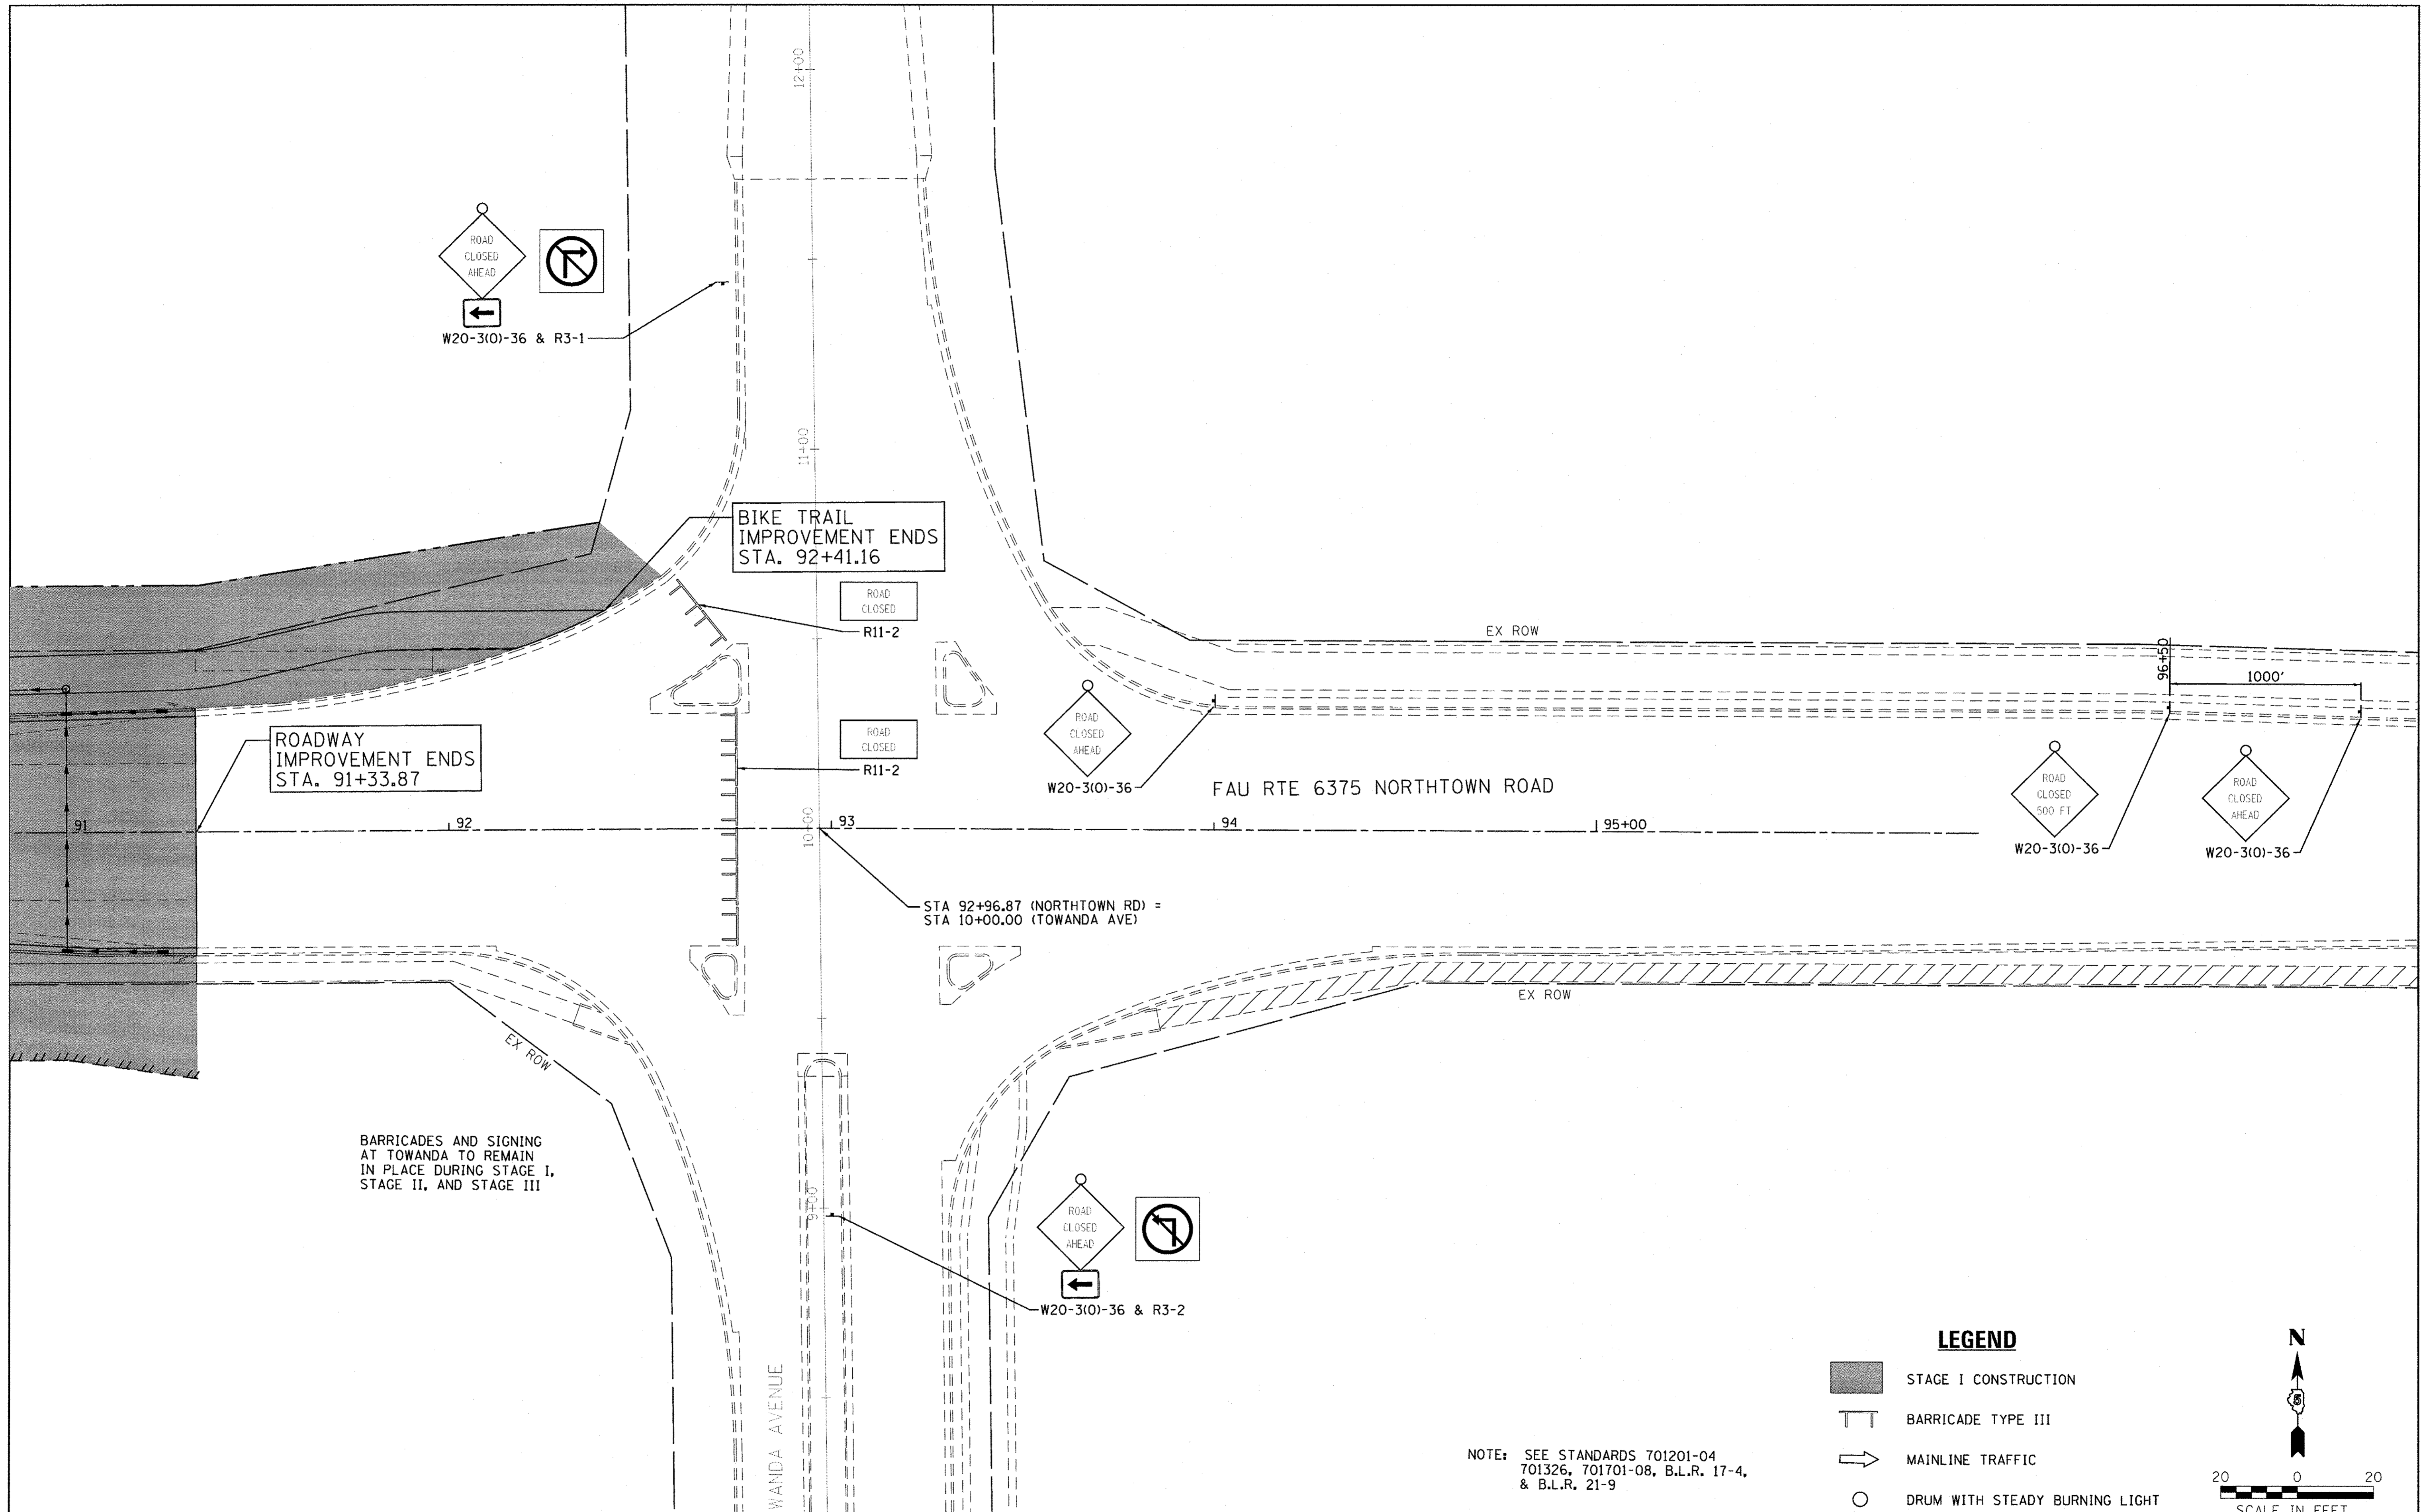 12+00
ROAD
CLOSED
AHEAD
W20-3(O)-36 & R3-1
11+00
BIKE TRAIL
IMPROVEMENT ENDS
STA. 92+41.16
ROAD
CLOSED
R11-2
EX ROW
96+50
1000'
ROAD
CLOSED
AHEAD
W20-3(O)-36
ROAD
CLOSED
R11-2
ROADWAY
IMPROVEMENT ENDS
STA. 91+33.87
FAU RTE 6375 NORTHTOWN ROAD
ROAD
CLOSED
500 FT
W20-3(O)-36
ROAD
CLOSED
AHEAD
W20-3(O)-36
91
92
10+00
93
94
95+00
STA 92+96.87 (NORTHTOWN RD) =
STA 10+00.00 (TOWANDA AVE)
EX ROW
EX ROW
BARRICADES AND SIGNING
AT TOWANDA TO REMAIN
IN PLACE DURING STAGE I,
STAGE II, AND STAGE III
9+00
ROAD
CLOSED
AHEAD
W20-3(O)-36 & R3-2
WANDA AVENUE
NOTE: SEE STANDARDS 701201-04
701326, 701701-08, B.L.R. 17-4,
& B.L.R. 21-9
LEGEND
STAGE I CONSTRUCTION
BARRICADE TYPE III
MAINLINE TRAFFIC
DRUM WITH STEADY BURNING LIGHT
N
5
20 0 20
SCALE IN FEET